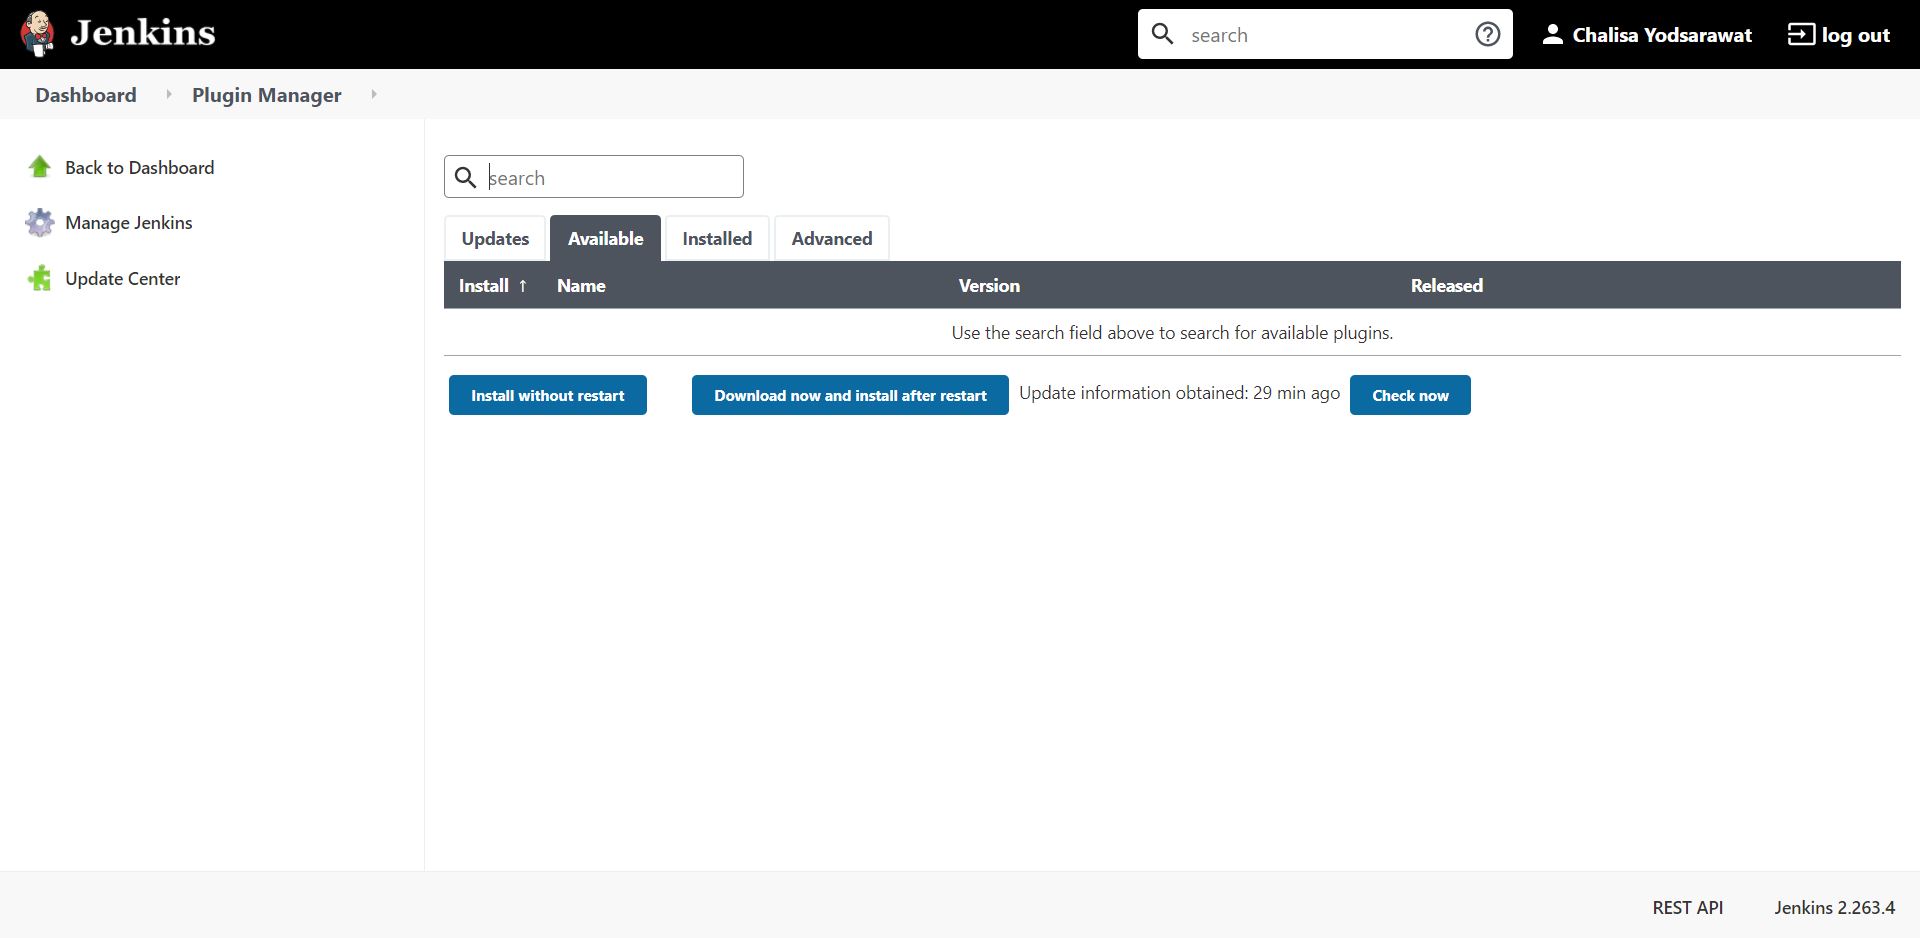 Jenkins
search
Chalisa Yodsarawat
log out
Dashboard
Plugin Manager
Back to Dashboard
Manage Jenkins
Update Center
search
Updates
Available
Installed
Advanced
Install ↑ Name Version Released
Use the search field above to search for available plugins.
Install without restart
Download now and install after restart
Update information obtained: 29 min ago
Check now
REST API
Jenkins 2.263.4